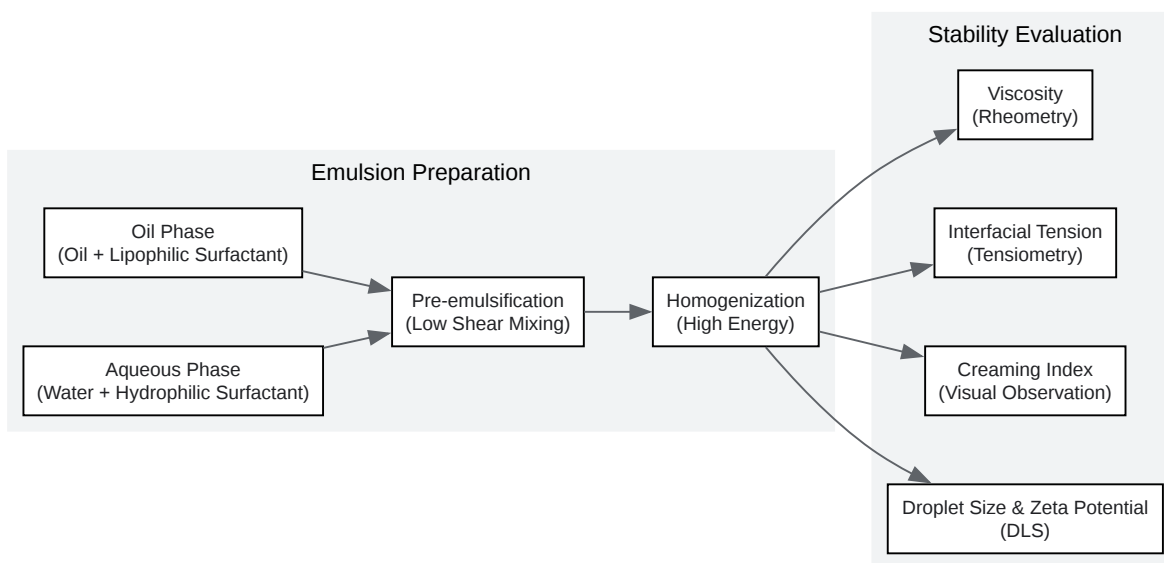 Stability Evaluation
Viscosity
(Rheometry)
Emulsion Preparation
Oil Phase
(Oil + Lipophilic Surfactant)
Aqueous Phase
(Water + Hydrophilic Surfactant)
Pre-emulsification
(Low Shear Mixing)
Homogenization
(High Energy)
Interfacial Tension
(Tensiometry)
Creaming Index
(Visual Observation)
Droplet Size & Zeta Potential
(DLS)